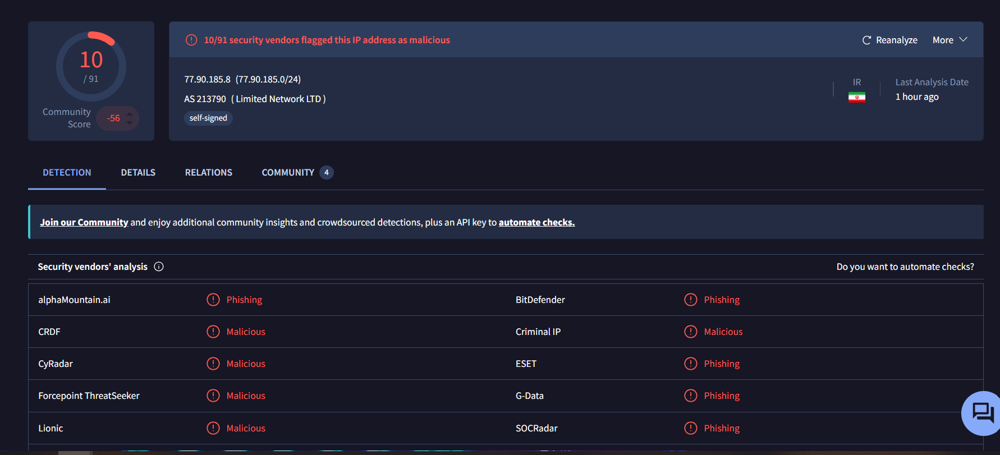 10
/ 91
Community Score
-56
10/91 security vendors flagged this IP address as malicious
Reanalyze
More
77.90.185.8 (77.90.185.0/24)
AS 213790 ( Limited Network LTD )
self-signed
IR
Last Analysis Date
1 hour ago
DETECTION DETAILS RELATIONS COMMUNITY 4
Join our Community and enjoy additional community insights and crowdsourced detections, plus an API key to automate checks.
Security vendors' analysis
Do you want to automate checks?
alphaMountain.ai Phishing BitDefender Phishing
CRDF Malicious Criminal IP Malicious
CyRadar Malicious ESET Phishing
Forcepoint ThreatSeeker Malicious G-Data Phishing
Lionic Malicious SOCRadar Phishing